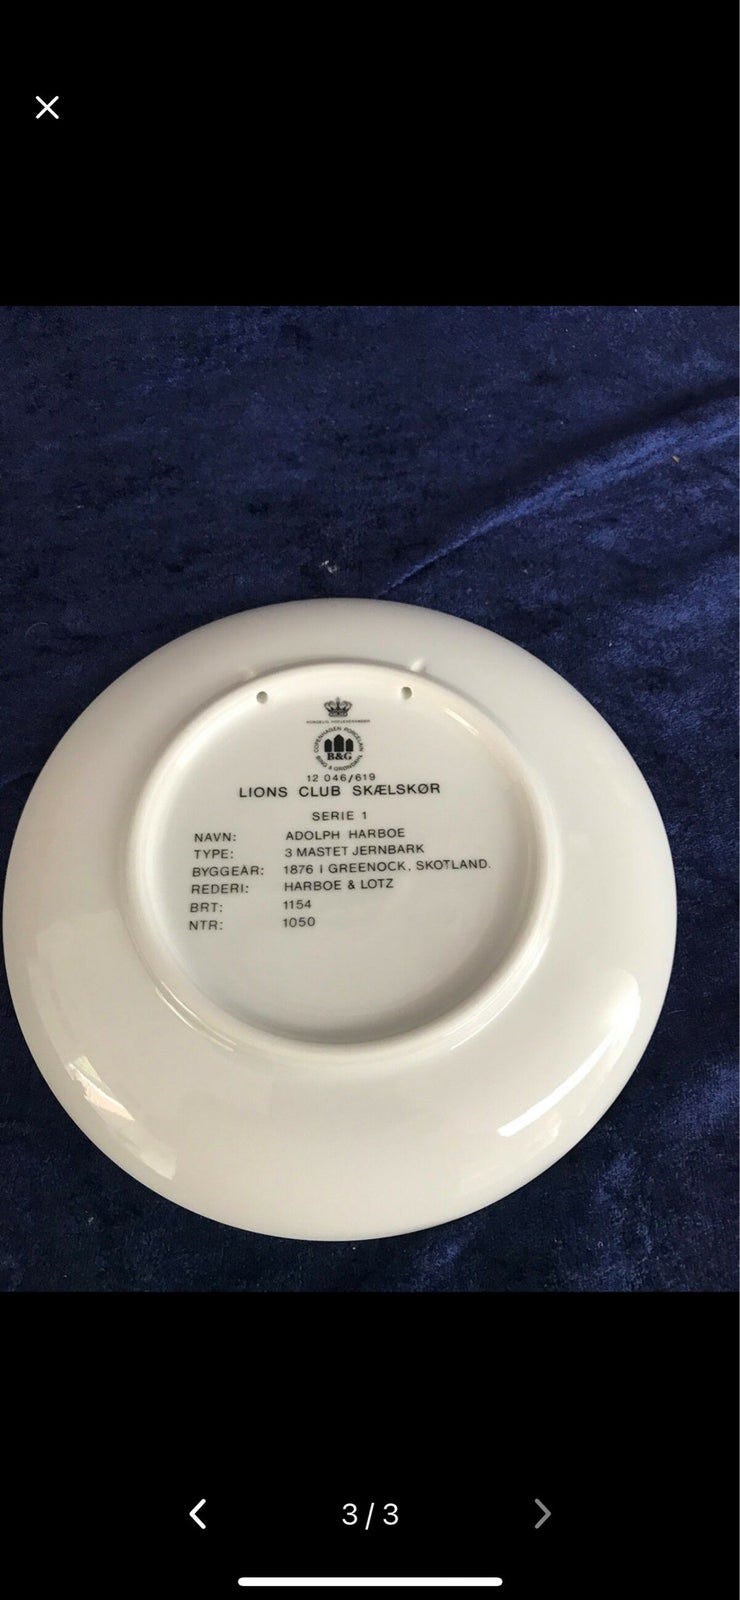 KONGELIG HOFLEVERANDØR
COPENHAGEN PORCELAIN
B&G
BING & GRØNDAHL
12 046/619
LIONS CLUB SKÆLSKØR
SERIE 1
NAVN: ADOLPH HARBOE
TYPE: 3 MASTET JERNBARK
BYGGEÅR: 1876 I GREENOCK, SKOTLAND.
REDERI: HARBOE & LOTZ
BRT: 1154
NTR: 1050
3/3